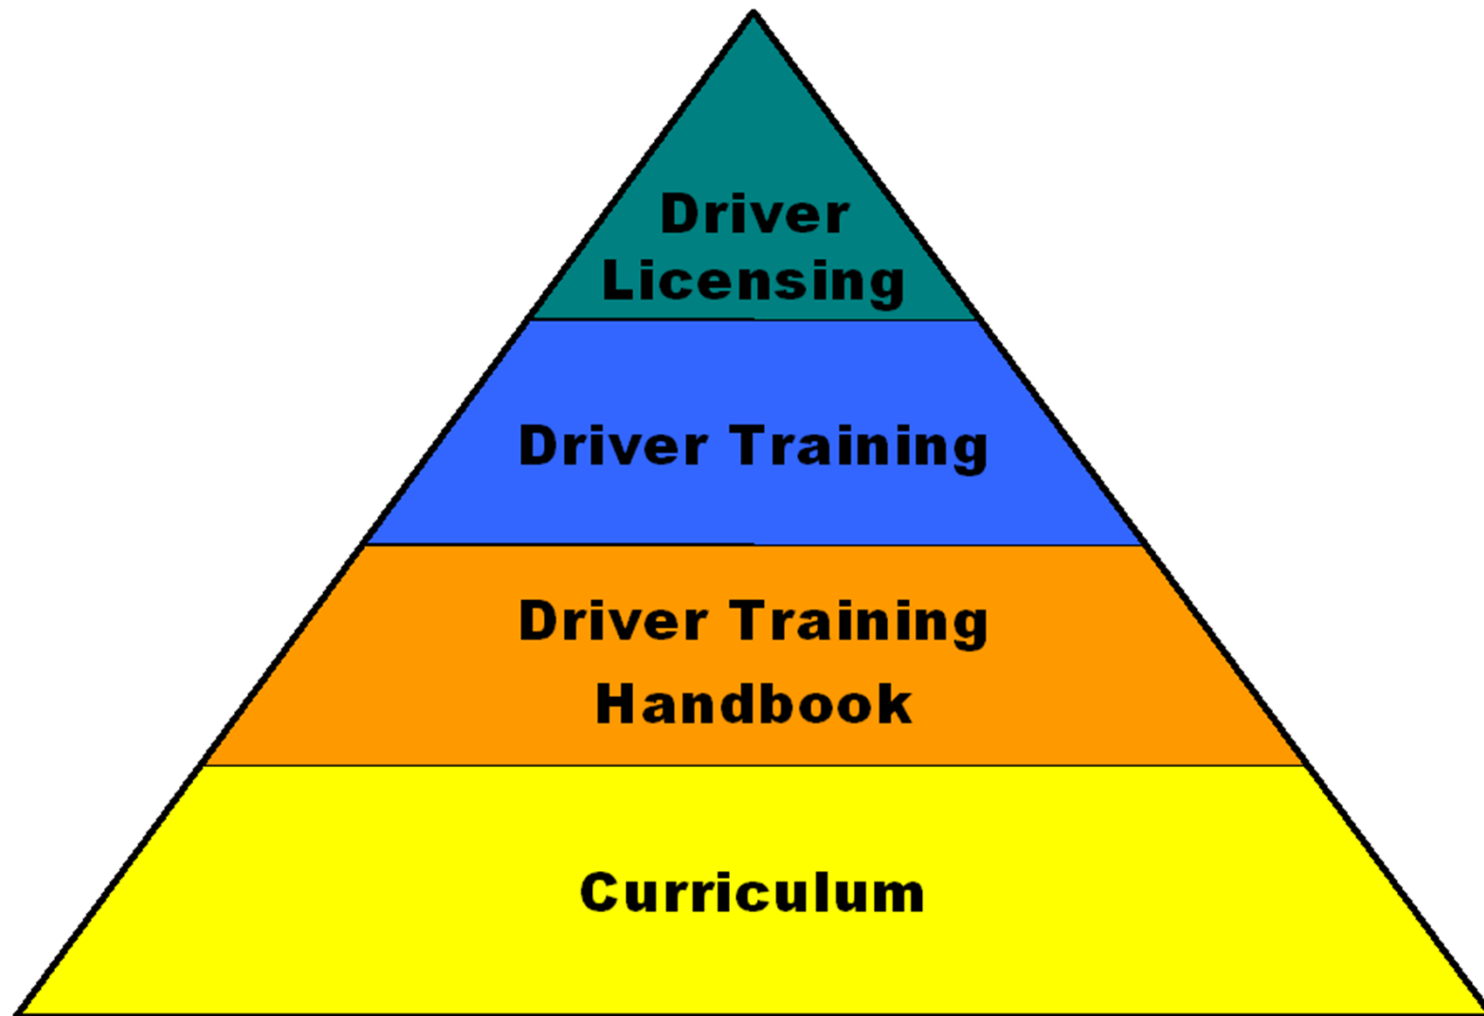 Driver
Licensing
Driver Training
Driver Training
Handbook
Curriculum